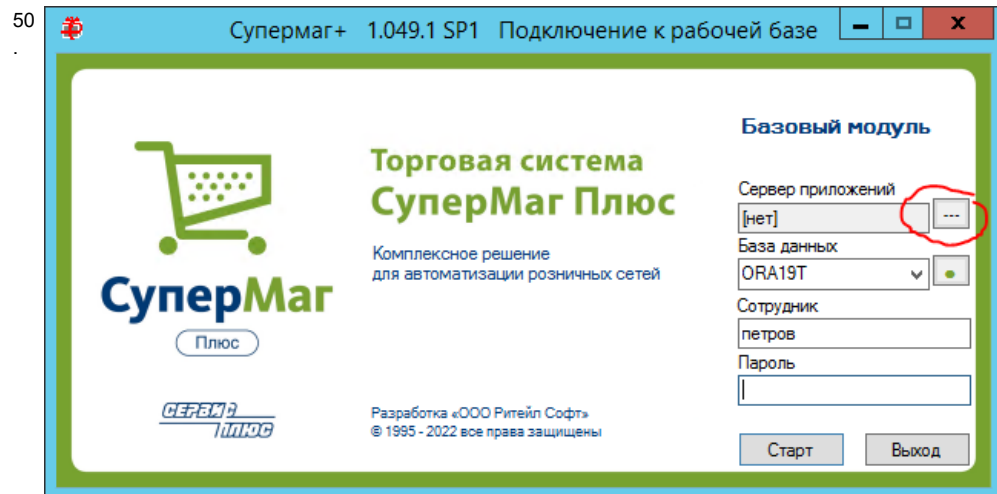 50
.
Супермаг+ 1.049.1 SP1 Подключение к рабочей базе
Базовый модуль
Торговая система
СуперМаг Плюс
Комплексное решение
для автоматизации розничных сетей
СуперМаг
Плюс
СЕРВИС
ПЛЮС
Разработка «ООО Ритейл Софт»
© 1995 - 2022 все права защищены
Сервер приложений
[нет]
---
База данных
ORA19T
Сотрудник
петров
Пароль
Старт Выход